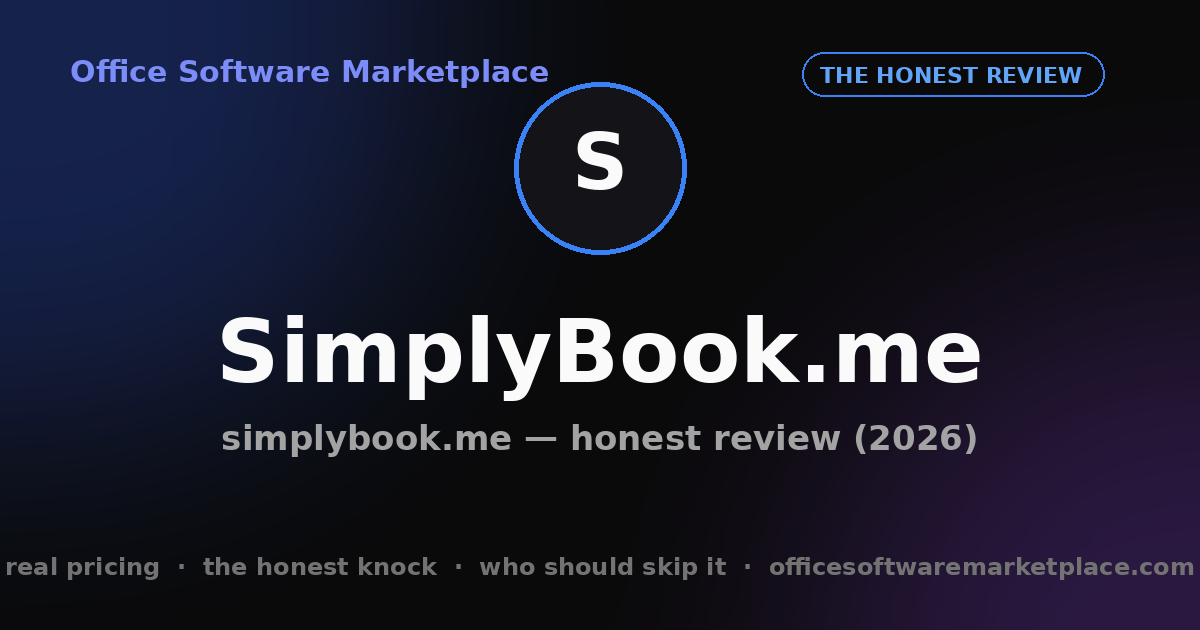 Office Software Marketplace
THE HONEST REVIEW
S
SimplyBook.me
simplybook.me — honest review (2026)
real pricing · the honest knock · who should skip it · officesoftwaremarketplace.com